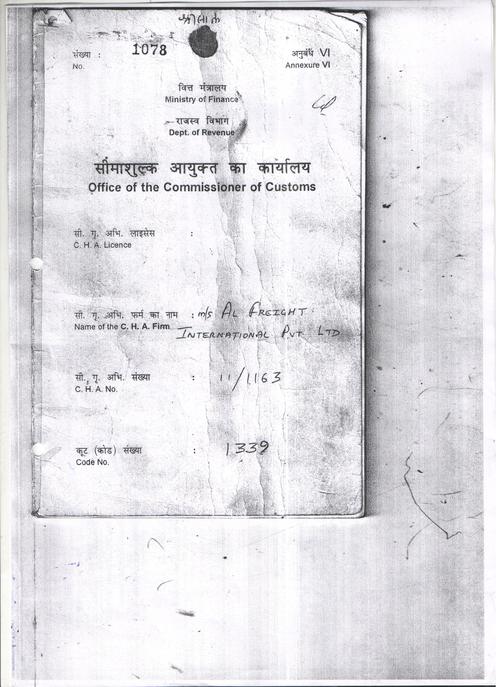 संख्या : 1078
No.
अनुबंध VI
Annexure VI
वित्त मंत्रालय
Ministry of Finance
राजस्व विभाग
Dept. of Revenue
सीमाशुल्क आयुक्त का कार्यालय
Office of the Commissioner of Customs
सी. गृ. अभि. लाइसेंस :
C. H. A. Licence
सी. गृ. अभि. फर्म का नाम : m/s AL FREIGHT
Name of the C. H. A. Firm INTERNATIONAL PVT LTD
सी. गृ. अभि. संख्या : 11/1163
C. H. A. No.
कूट (कोड) संख्या : 1339
Code No.